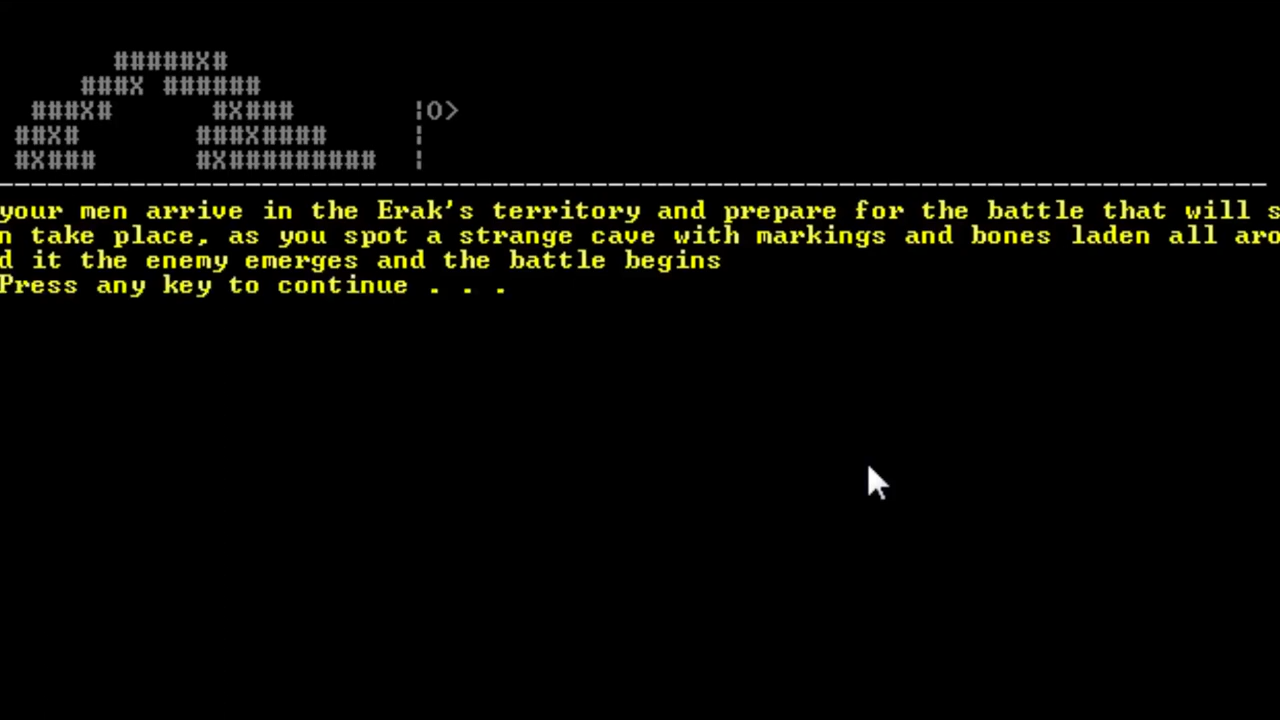 #####X#
###X ######
###X# #X### |O>
##X# ###X#### |
#X### #X######### |
------------------------------------------------------------------------------
your men arrive in the Erak's territory and prepare for the battle that will s
n take place, as you spot a strange cave with markings and bones laden all aro
d it the enemy emerges and the battle begins
Press any key to continue . . .